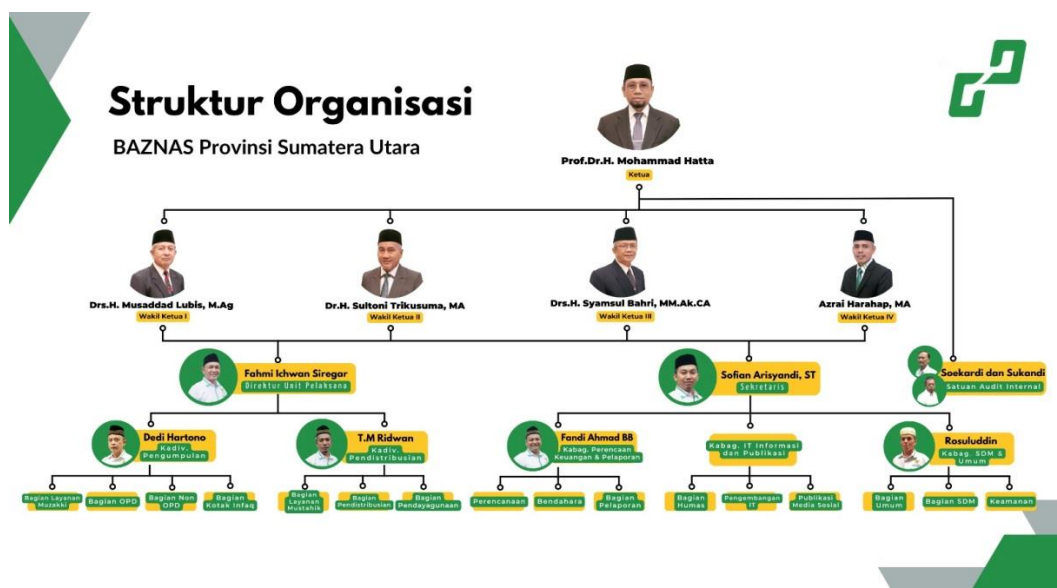 Struktur Organisasi
BAZNAS Provinsi Sumatera Utara
Prof.Dr.H. Mohammad Hatta
Ketua
Drs.H. Musaddad Lubis, M.Ag
Wakil Ketua I
Dr.H. Sultoni Trikusuma, MA
Wakil Ketua II
Drs.H. Syamsul Bahri, MM.Ak.CA
Wakil Ketua III
Azrai Harahap, MA
Wakil Ketua IV
Fahmi Ichwan Siregar
Direktur Unit Pelaksana
Sofian Arisyandi, ST
Sekretaris
Soekardi dan Sukandi
Satuan Audit Internal
Dedi Hartono
Kadiv.
Pengumpulan
T.M Ridwan
Kadiv.
Pendistribusian
Fandi Ahmad BB
Kabag. Perencaan
Keuangan & Pelaporan
Kabag. IT Informasi
dan Publikasi
Rosuluddin
Kabag. SDM &
Umum
Bagian Layanan
Muzakki
Bagian OPD
Bagian Non
OPD
Bagian
Kotak Infaq
Bagian
Layanan
Mustahik
Bagian
Pendistribusian
Bagian
Pendayagunaan
Perencanaan
Bendahara
Bagian
Pelaporan
Bagian
Humas
Pengembangan
IT
Publikasi
Media Sosial
Bagian
Umum
Bagian SDM
Keamanan